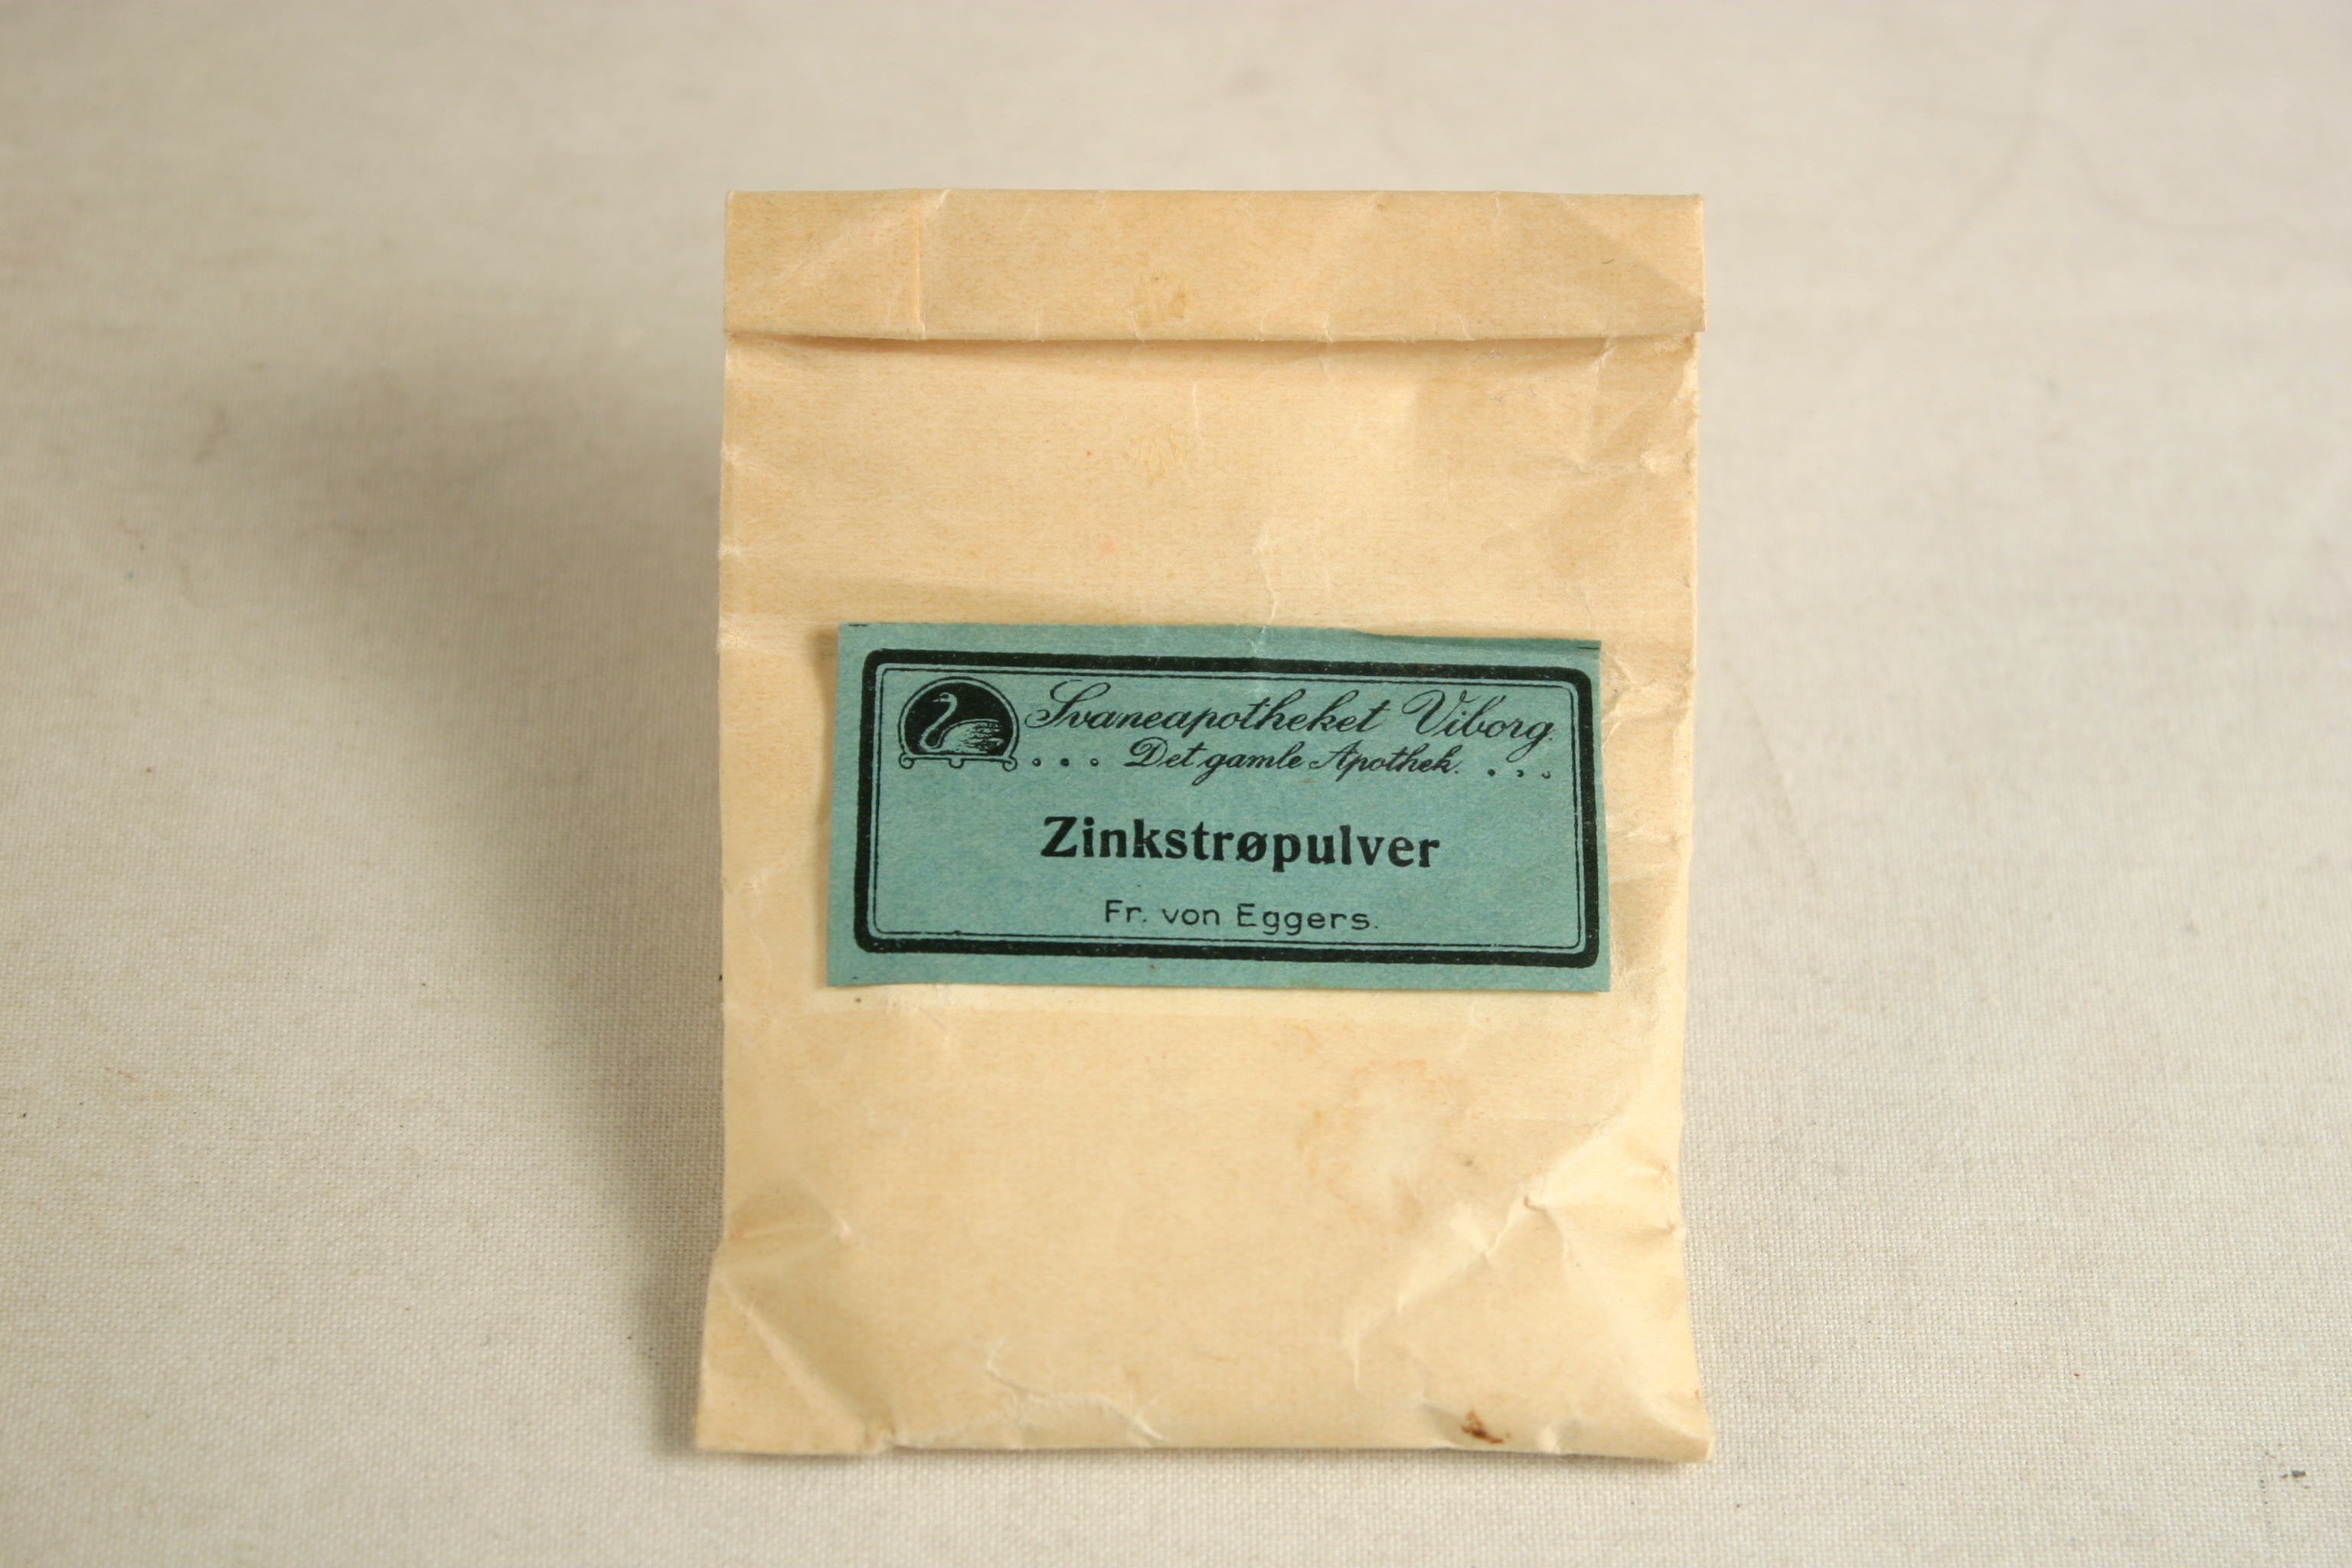 Svaneapotheket Viborg.
... Det gamle Apothek. ...
Zinkstrøpulver
Fr. von Eggers.